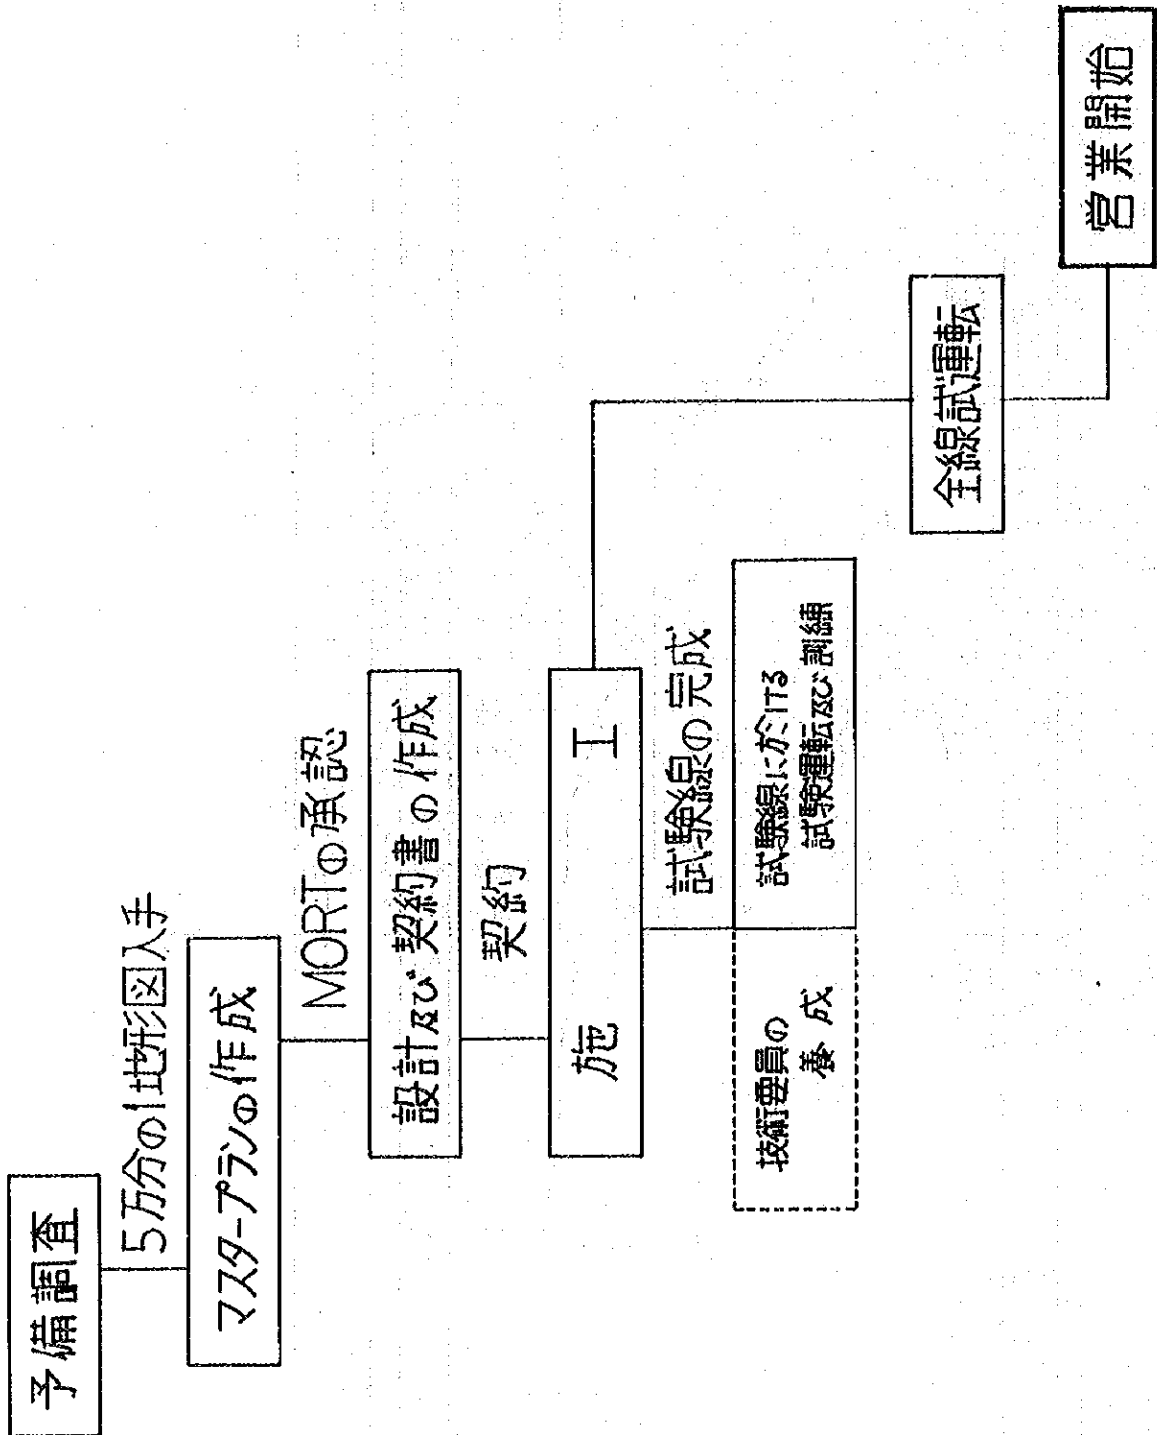 予備調査
5万分の1地形図入手
マスタープランの作成
MORTの承認
設計及び契約書の作成
契約
施工
試験線の完成
技術要員の
養成
試験線に於ける
試験運転及び訓練
全線試運転
営業開始